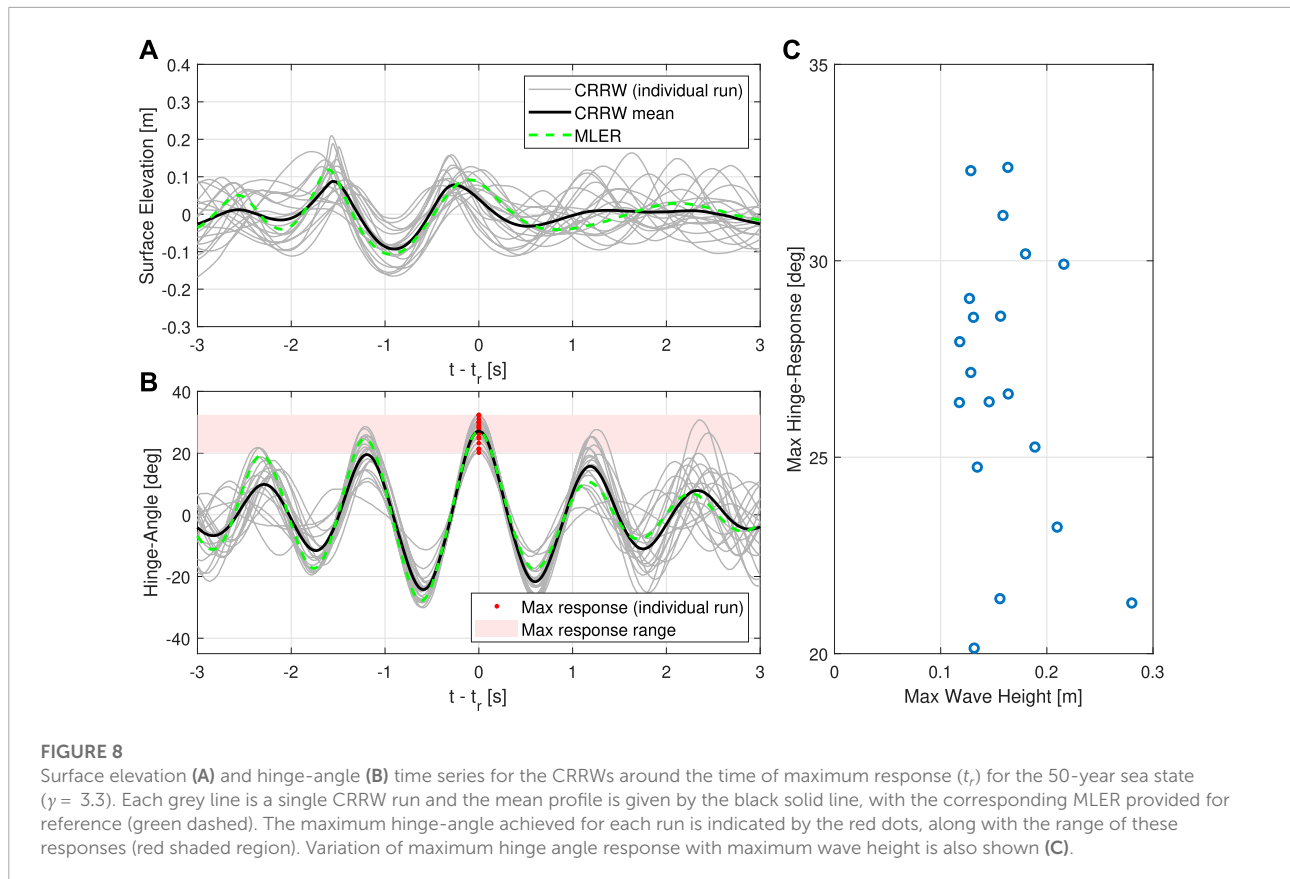 A
0.4
0.3
0.2
0.1
0
-0.1
-0.2
-0.3
Surface Elevation [m]
-3 -2 -1 0 1 2 3
t - tr [s]
CRRW (individual run)
CRRW mean
MLER
B
40
20
0
-20
-40
Hinge-Angle [deg]
-3 -2 -1 0 1 2 3
t - tr [s]
Max response (individual run)
Max response range
C
35
30
25
20
Max Hinge-Response [deg]
0 0.1 0.2 0.3
Max Wave Height [m]
FIGURE 8
Surface elevation (A) and hinge-angle (B) time series for the CRRWs around the time of maximum response (tr) for the 50-year sea state
(γ = 3.3). Each grey line is a single CRRW run and the mean profile is given by the black solid line, with the corresponding MLER provided for
reference (green dashed). The maximum hinge-angle achieved for each run is indicated by the red dots, along with the range of these
responses (red shaded region). Variation of maximum hinge angle response with maximum wave height is also shown (C).